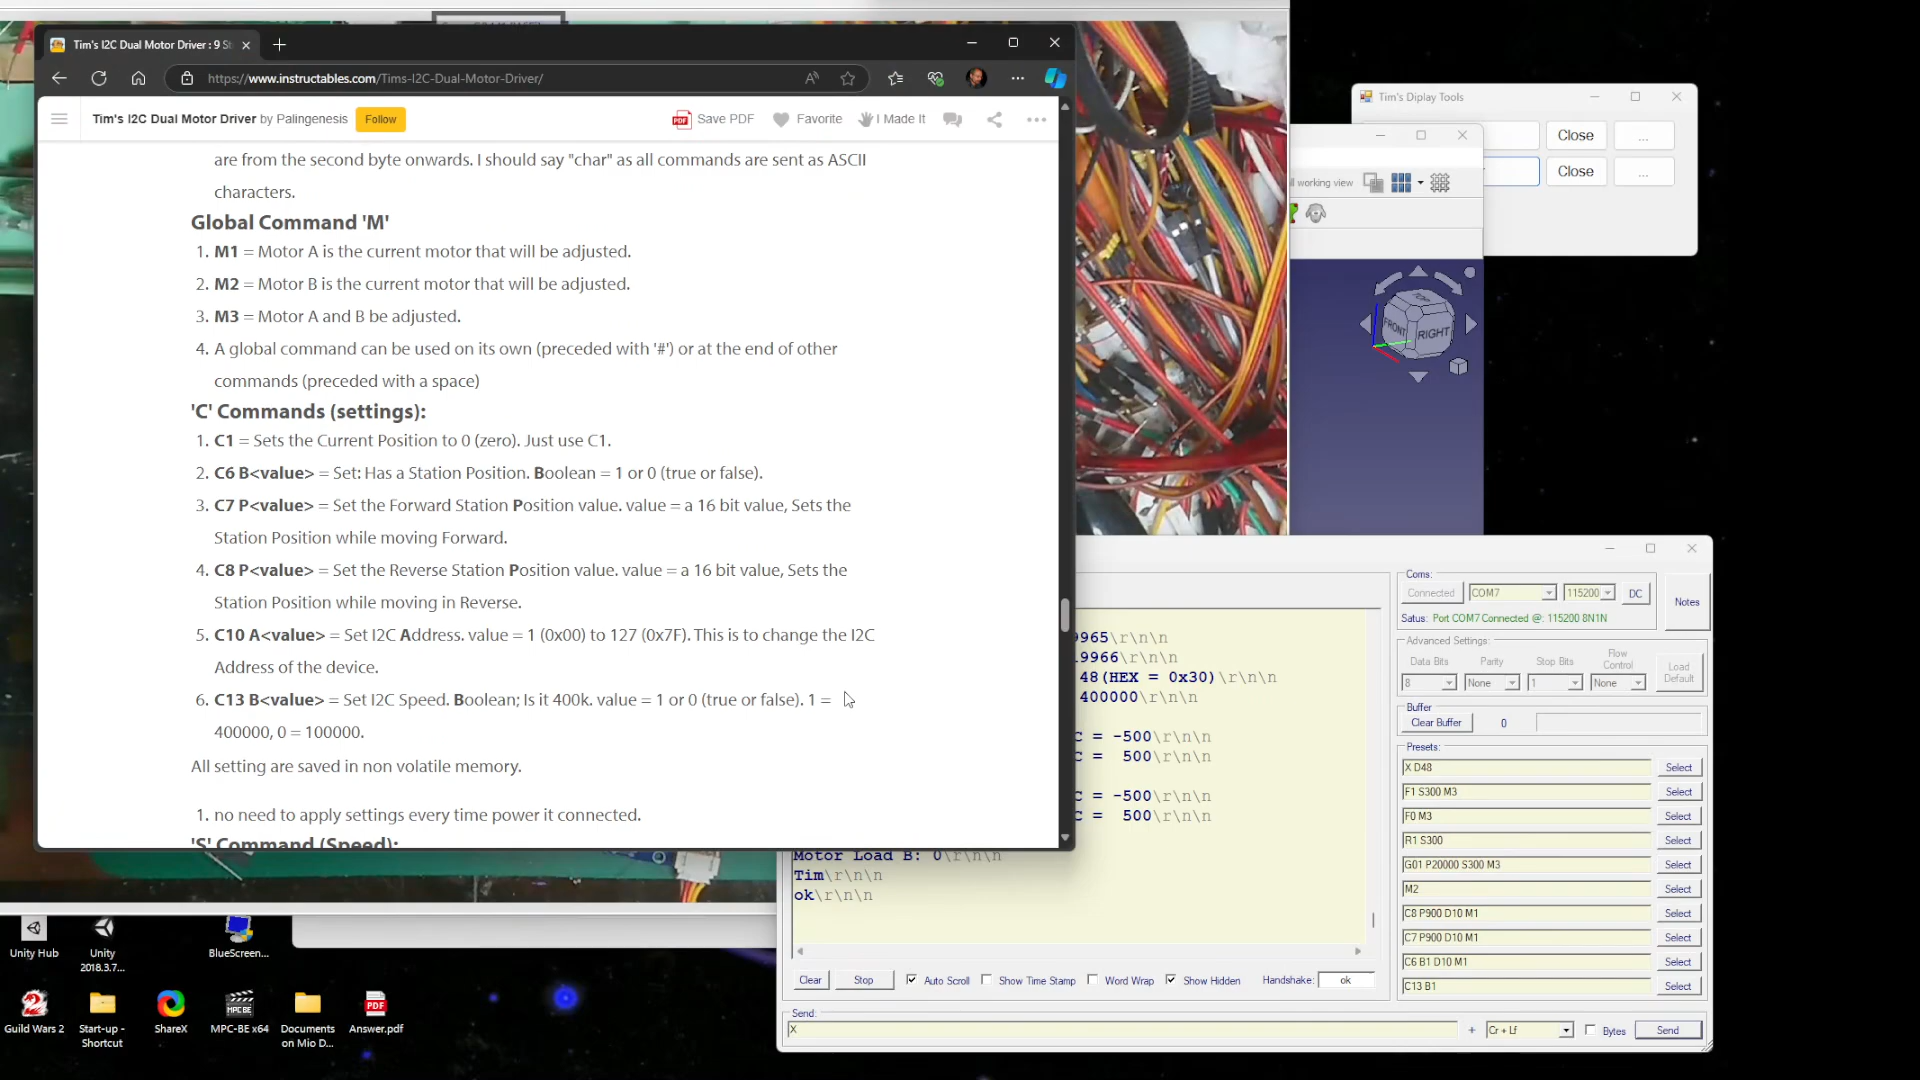 Tim's I2C Dual Motor Driver : 9 St
https://www.instructables.com/Tims-I2C-Dual-Motor-Driver/
Tim's I2C Dual Motor Driver by Palingenesis
Follow
Save PDF
Favorite
I Made It
are from the second byte onwards. I should say "char" as all commands are sent as ASCII
characters.
Global Command 'M'
1. M1 = Motor A is the current motor that will be adjusted.
2. M2 = Motor B is the current motor that will be adjusted.
3. M3 = Motor A and B be adjusted.
4. A global command can be used on its own (preceded with '#') or at the end of other
commands (preceded with a space)
'C' Commands (settings):
1. C1 = Sets the Current Position to 0 (zero). Just use C1.
2. C6 B<value> = Set: Has a Station Position. Boolean = 1 or 0 (true or false).
3. C7 P<value> = Set the Forward Station Position value. value = a 16 bit value, Sets the
Station Position while moving Forward.
4. C8 P<value> = Set the Reverse Station Position value. value = a 16 bit value, Sets the
Station Position while moving in Reverse.
5. C10 A<value> = Set I2C Address. value = 1 (0x00) to 127 (0x7F). This is to change the I2C
Address of the device.
6. C13 B<value> = Set I2C Speed. Boolean; Is it 400k. value = 1 or 0 (true or false). 1 =
400000, 0 = 100000.
All setting are saved in non volatile memory.
1. no need to apply settings every time power it connected.
'S' Command (Speed):
Tim's Diplay Tools
Close
...
Close
...
ll working view
TOP
FRONT
RIGHT
9965\r\n\n
9966\r\n\n
48(HEX = 0x30)\r\n\n
400000\r\n\n
C = -500\r\n\n
C =  500\r\n\n
C = -500\r\n\n
C =  500\r\n\n
Motor Load B: 0\r\n\n
Tim\r\n\n
ok\r\n\n
Coms:
Connected
COM7
115200
DC
Notes
Satus: Port COM7 Connected @: 115200 8N1N
Advanced Settings:
Data Bits
Parity
Stop Bits
Flow
Control
Load
Default
8
None
1
None
Buffer
Clear Buffer
0
Presets:
X D48
Select
F1 S300 M3
Select
F0 M3
Select
R1 S300
Select
G01 P20000 S300 M3
Select
M2
Select
C8 P900 D10 M1
Select
C7 P900 D10 M1
Select
C6 B1 D10 M1
Select
C13 B1
Select
Clear
Stop
Auto Scroll
Show Time Stamp
Word Wrap
Show Hidden
Handshake:
ok
Send:
X
+
Cr + Lf
Bytes
Send
Unity Hub
Unity
2018.3.7...
BlueScreen...
Guild Wars 2
Start-up -
Shortcut
ShareX
MPC-BE x64
Documents
on Mio D...
Answer.pdf